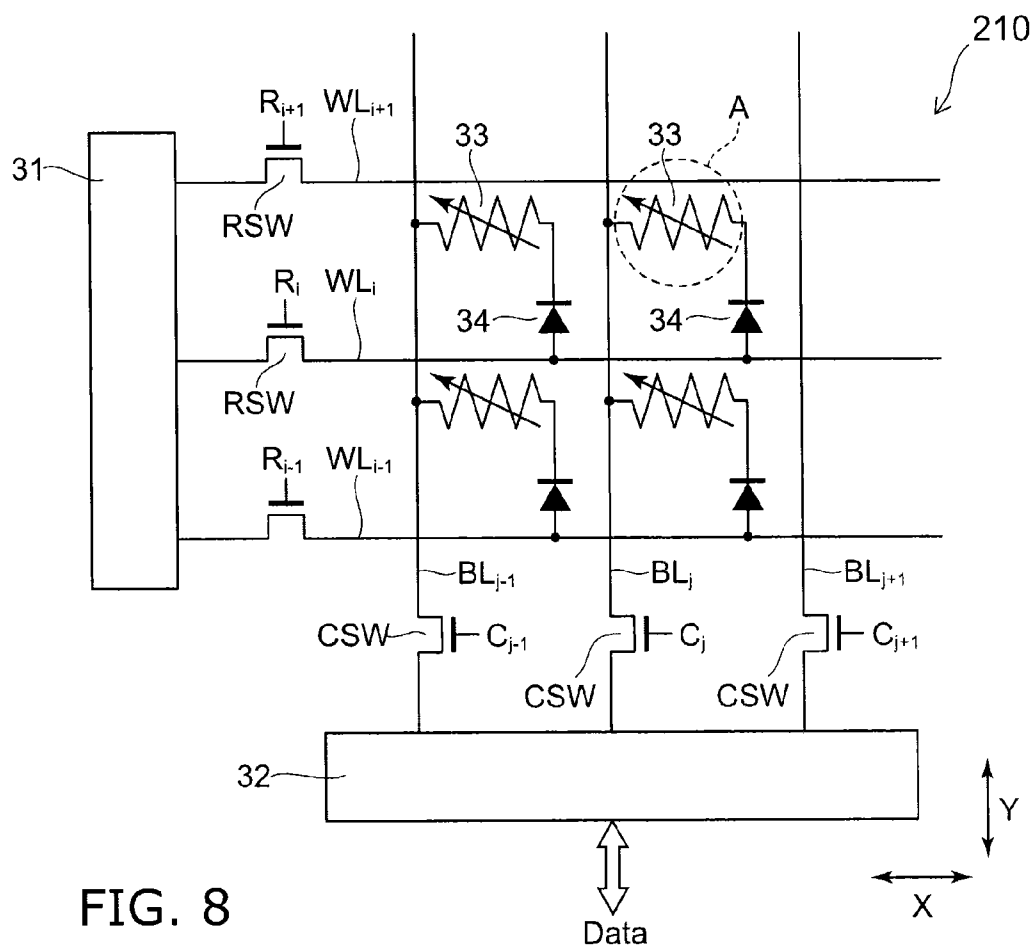 210
R_{i+1} WL_{i+1} 33 33 A
31
RSW
R_i WL_i 34 34
RSW
R_{i-1} WL_{i-1}
BL_{j-1} BL_j BL_{j+1}
CSW C_{j-1} C_j C_{j+1}
CSW CSW
32
Y
X
FIG. 8
Data